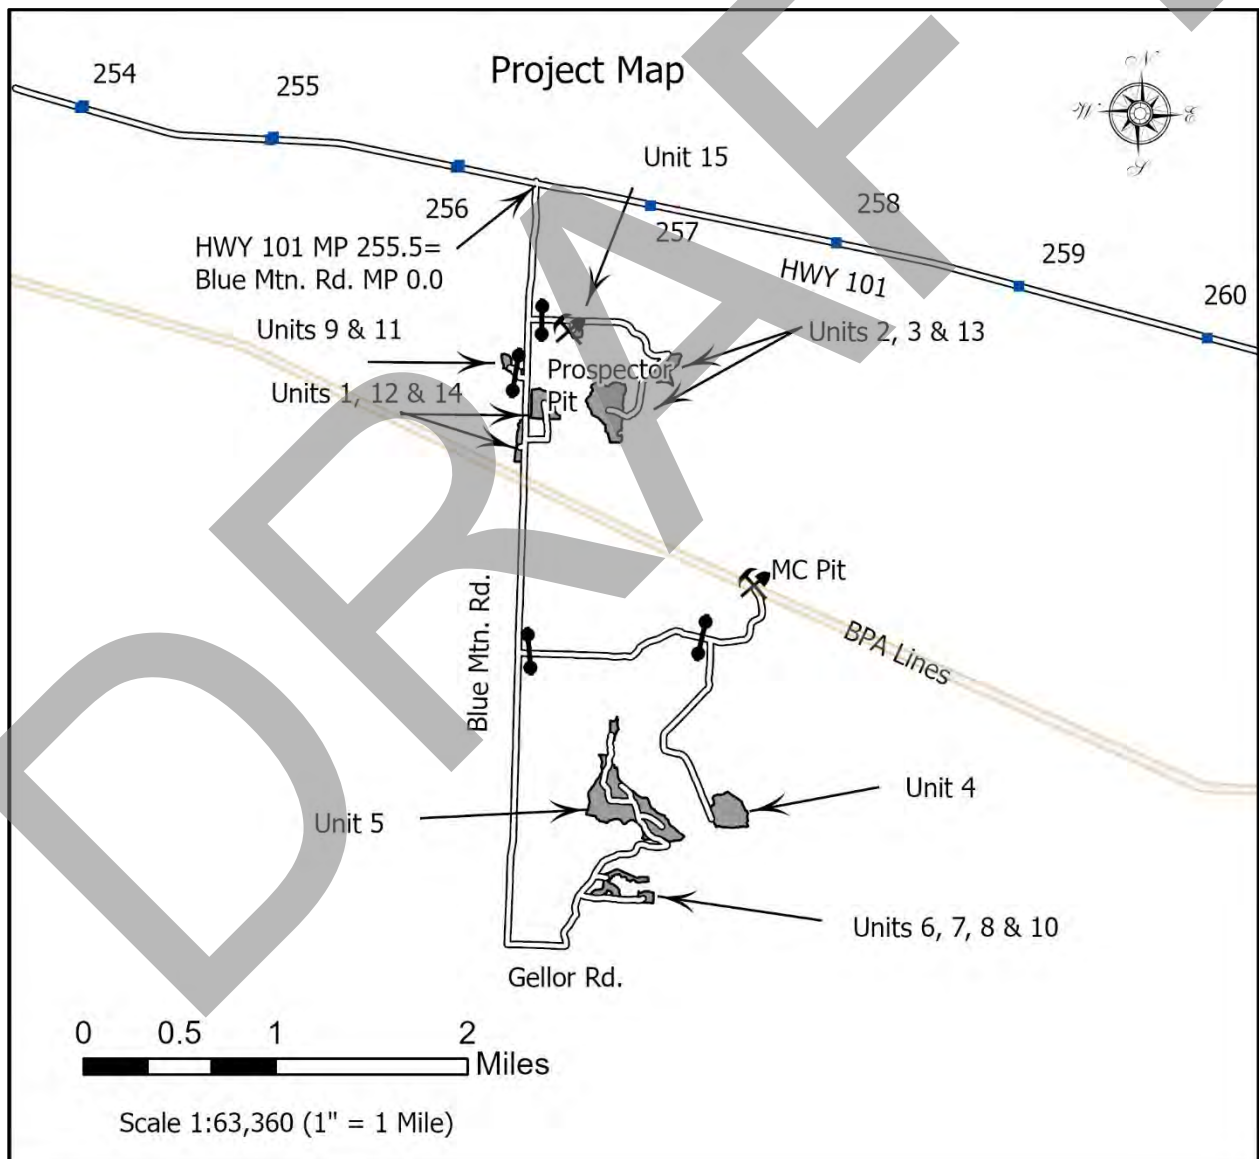 Project Map
254
255
256
257
258
259
260
N
W
E
S
Unit 15
HWY 101 MP 255.5=
Blue Mtn. Rd. MP 0.0
HWY 101
Units 9 & 11
Units 2, 3 & 13
Prospector
Pit
Units 1, 12 & 14
MC Pit
Blue Mtn. Rd.
BPA Lines
Unit 4
Unit 5
Units 6, 7, 8 & 10
Gellor Rd.
0 0.5 1 2
Miles
Scale 1:63,360 (1" = 1 Mile)
DRAFT